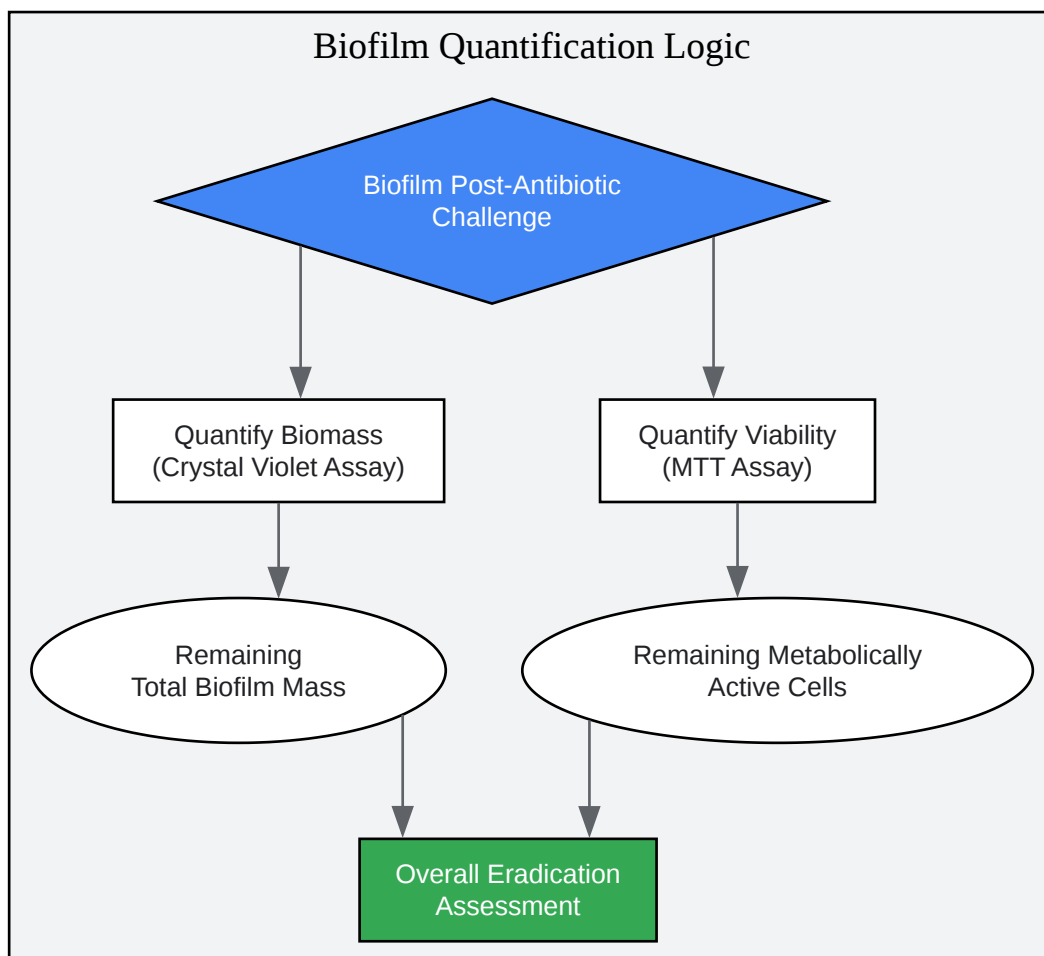 Biofilm Quantification Logic
Biofilm Post-Antibiotic
Challenge
Quantify Biomass
(Crystal Violet Assay)
Quantify Viability
(MTT Assay)
Remaining
Total Biofilm Mass
Remaining Metabolically
Active Cells
Overall Eradication
Assessment